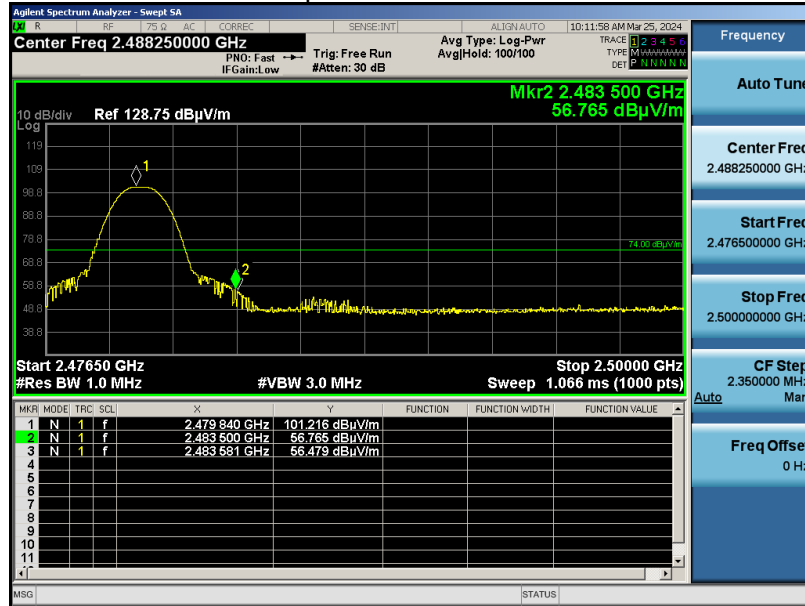 Agilent Spectrum Analyzer - Swept SA
LXI R RF 75 Ω AC CORREC SENSE:INT ALIGN AUTO 10:11:58 AM Mar 25, 2024
Center Freq 2.488250000 GHz
PNO: Fast
IFGain:Low
Trig: Free Run
#Atten: 30 dB
Avg Type: Log-Pwr
Avg|Hold: 100/100
TRACE 1 2 3 4 5 6
TYPE M WWWWW
DET P N N N N N
Mkr2 2.483 500 GHz
56.765 dBµV/m
10 dB/div Ref 128.75 dBµV/m
Log
119
109
98.8
88.8
78.8
68.8
58.8
48.8
38.8
1
2
74.00 dBµV/m
Start 2.47650 GHz Stop 2.50000 GHz
#Res BW 1.0 MHz #VBW 3.0 MHz Sweep 1.066 ms (1000 pts)
MKR MODE TRC SCL X Y FUNCTION FUNCTION WIDTH FUNCTION VALUE
1 N 1 f 2.479 840 GHz 101.216 dBµV/m
2 N 1 f 2.483 500 GHz 56.765 dBµV/m
3 N 1 f 2.483 581 GHz 56.479 dBµV/m
4
5
6
7
8
9
10
11
MSG STATUS
Frequency
Auto Tune
Center Freq
2.488250000 GHz
Start Freq
2.476500000 GHz
Stop Freq
2.500000000 GHz
CF Step
2.350000 MHz
Auto Man
Freq Offset
0 Hz